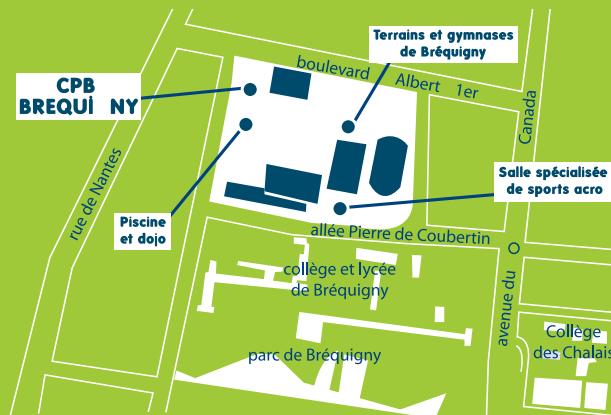 Terrains et gymnases
de Bréquigny
boulevard Albert 1er
CPB
BREQUI NY
Canada
rue de Nantes
Salle spécialisée
de sports acro
Piscine
et dojo
allée Pierre de Coubertin
collège et lycée
de Bréquigny
avenue du
Collège
des Chalais
parc de Bréquigny